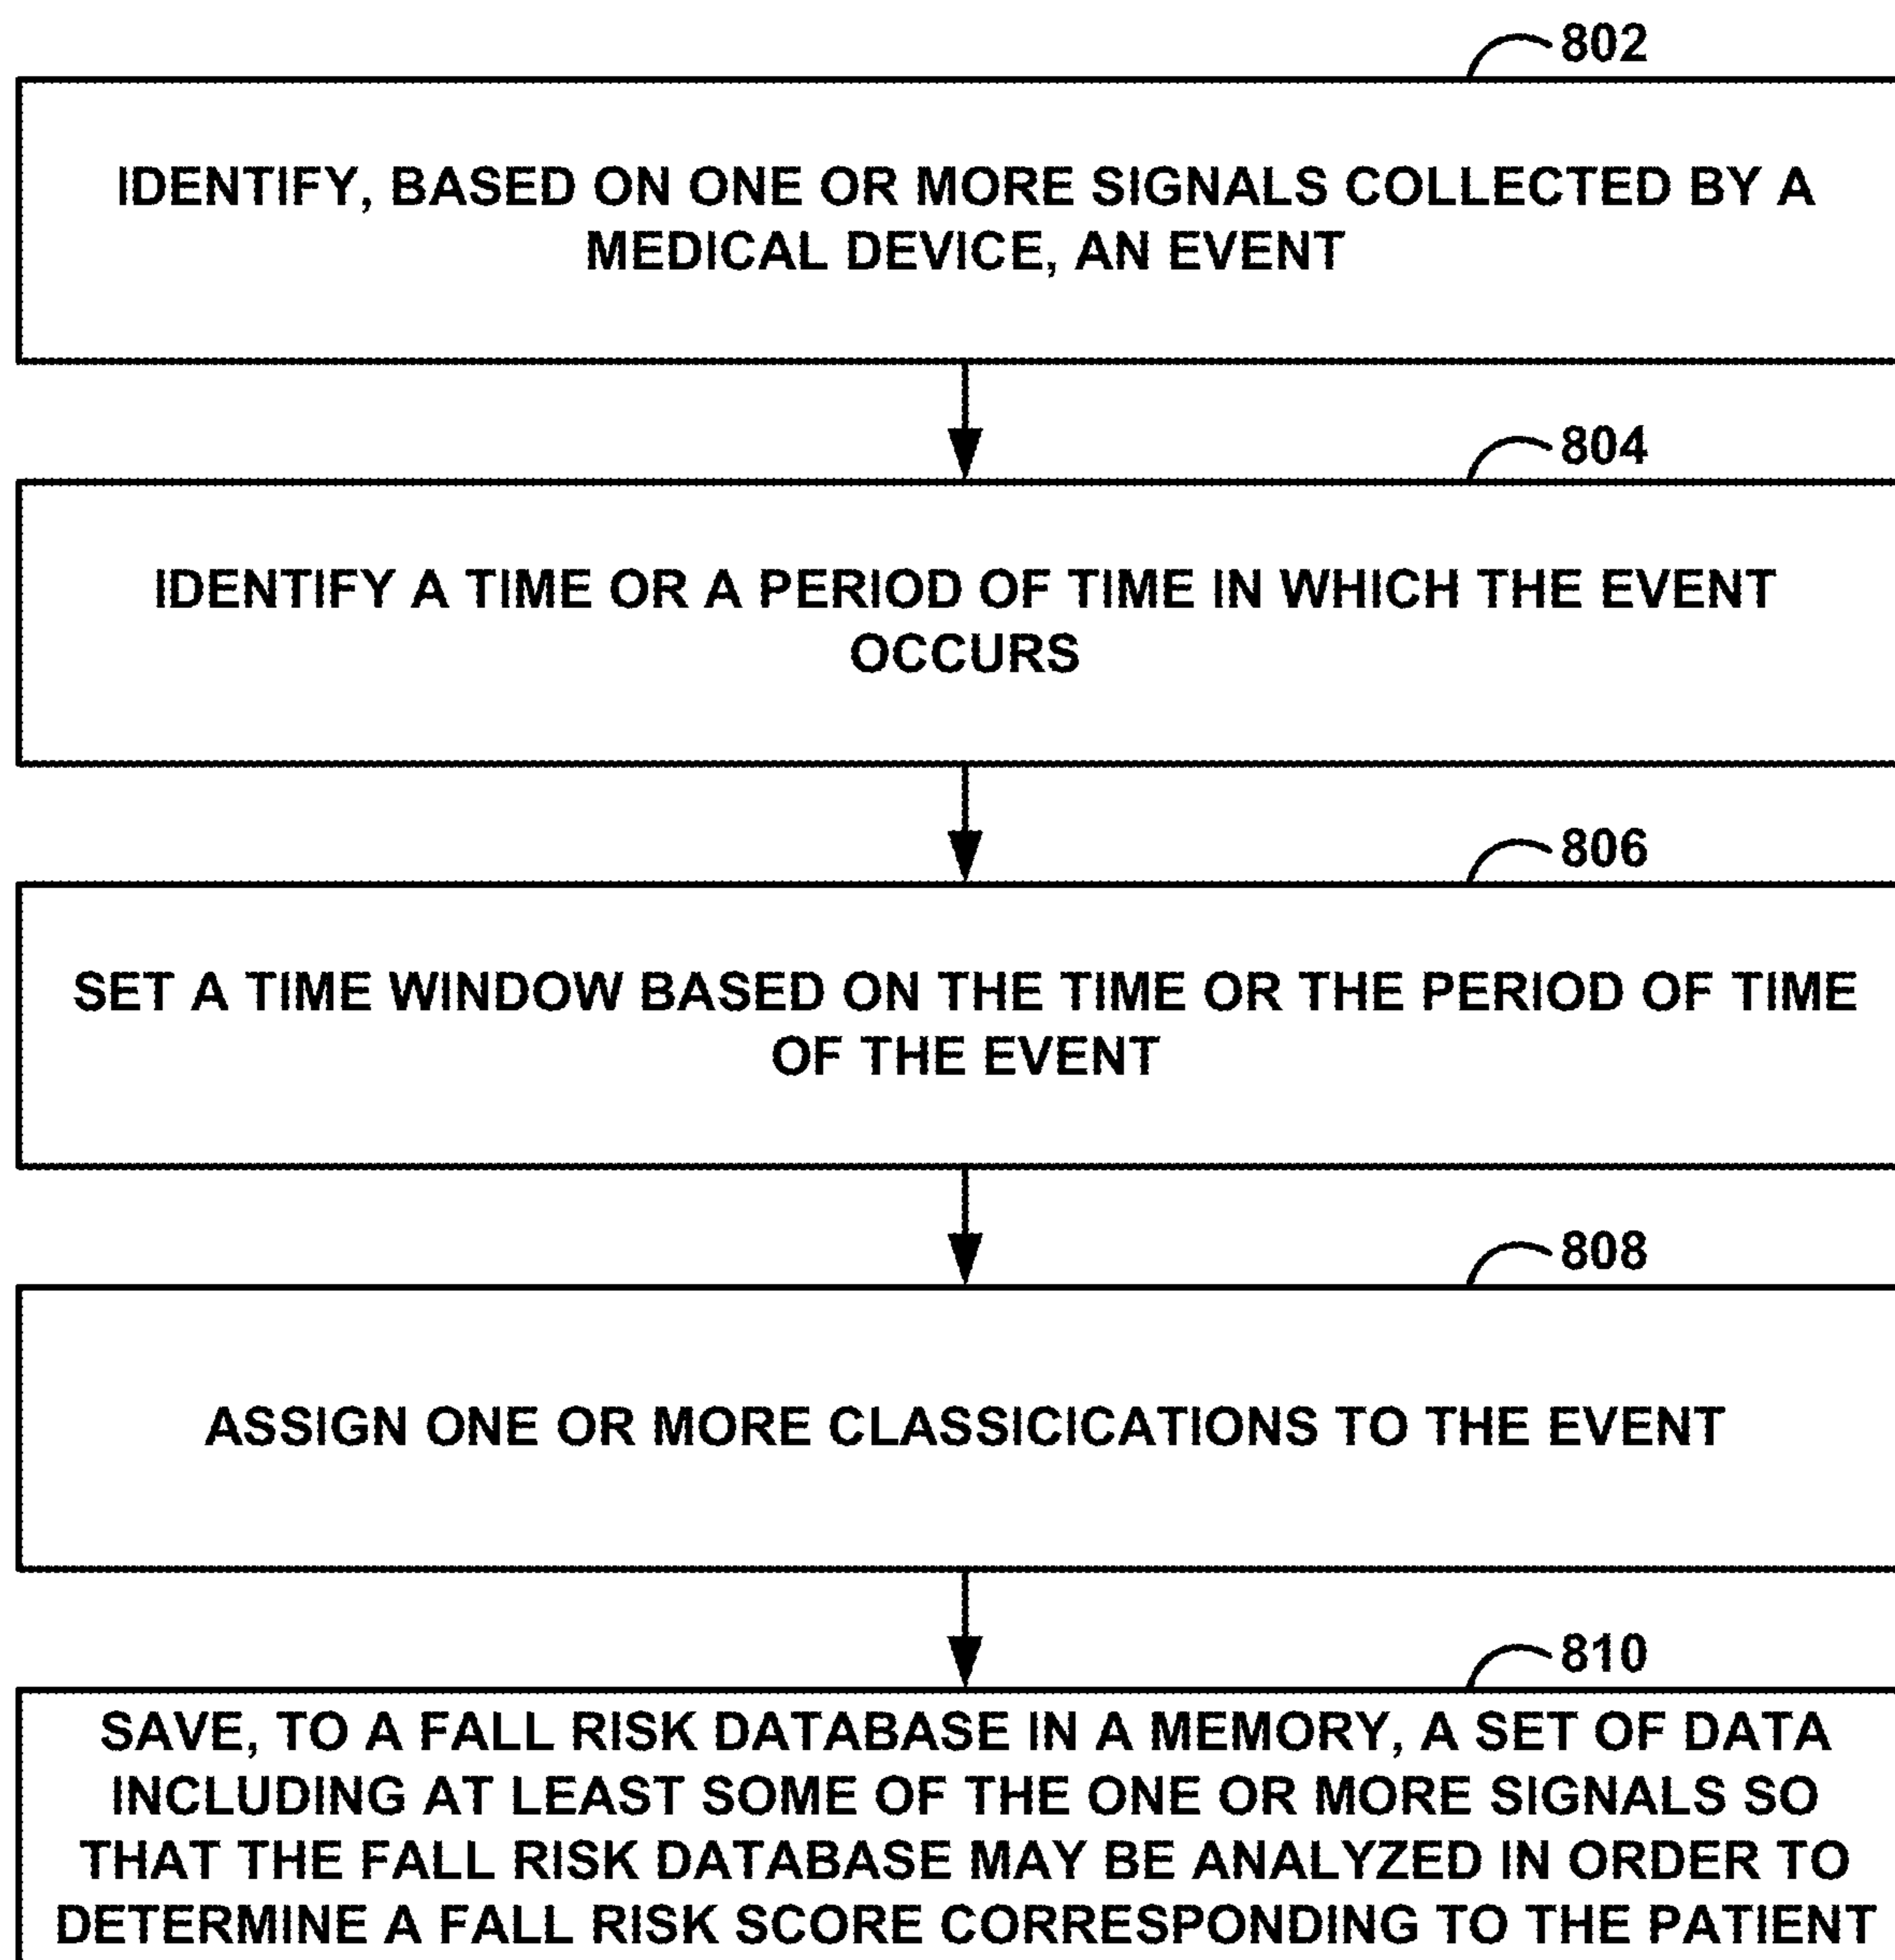 802
IDENTIFY, BASED ON ONE OR MORE SIGNALS COLLECTED BY A
MEDICAL DEVICE, AN EVENT
804
IDENTIFY A TIME OR A PERIOD OF TIME IN WHICH THE EVENT
OCCURS
806
SET A TIME WINDOW BASED ON THE TIME OR THE PERIOD OF TIME
OF THE EVENT
808
ASSIGN ONE OR MORE CLASSICICATIONS TO THE EVENT
810
SAVE, TO A FALL RISK DATABASE IN A MEMORY, A SET OF DATA
INCLUDING AT LEAST SOME OF THE ONE OR MORE SIGNALS SO
THAT THE FALL RISK DATABASE MAY BE ANALYZED IN ORDER TO
DETERMINE A FALL RISK SCORE CORRESPONDING TO THE PATIENT